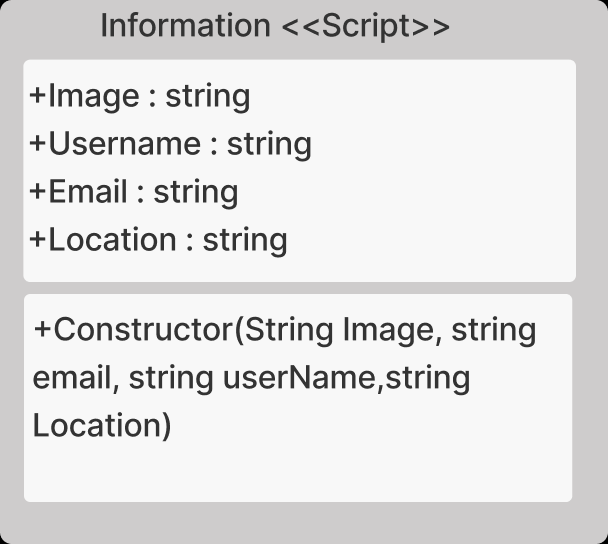 Information <<Script>>
+Image : string
+Username : string
+Email : string
+Location : string
+Constructor(String Image, string
email, string userName,string
Location)